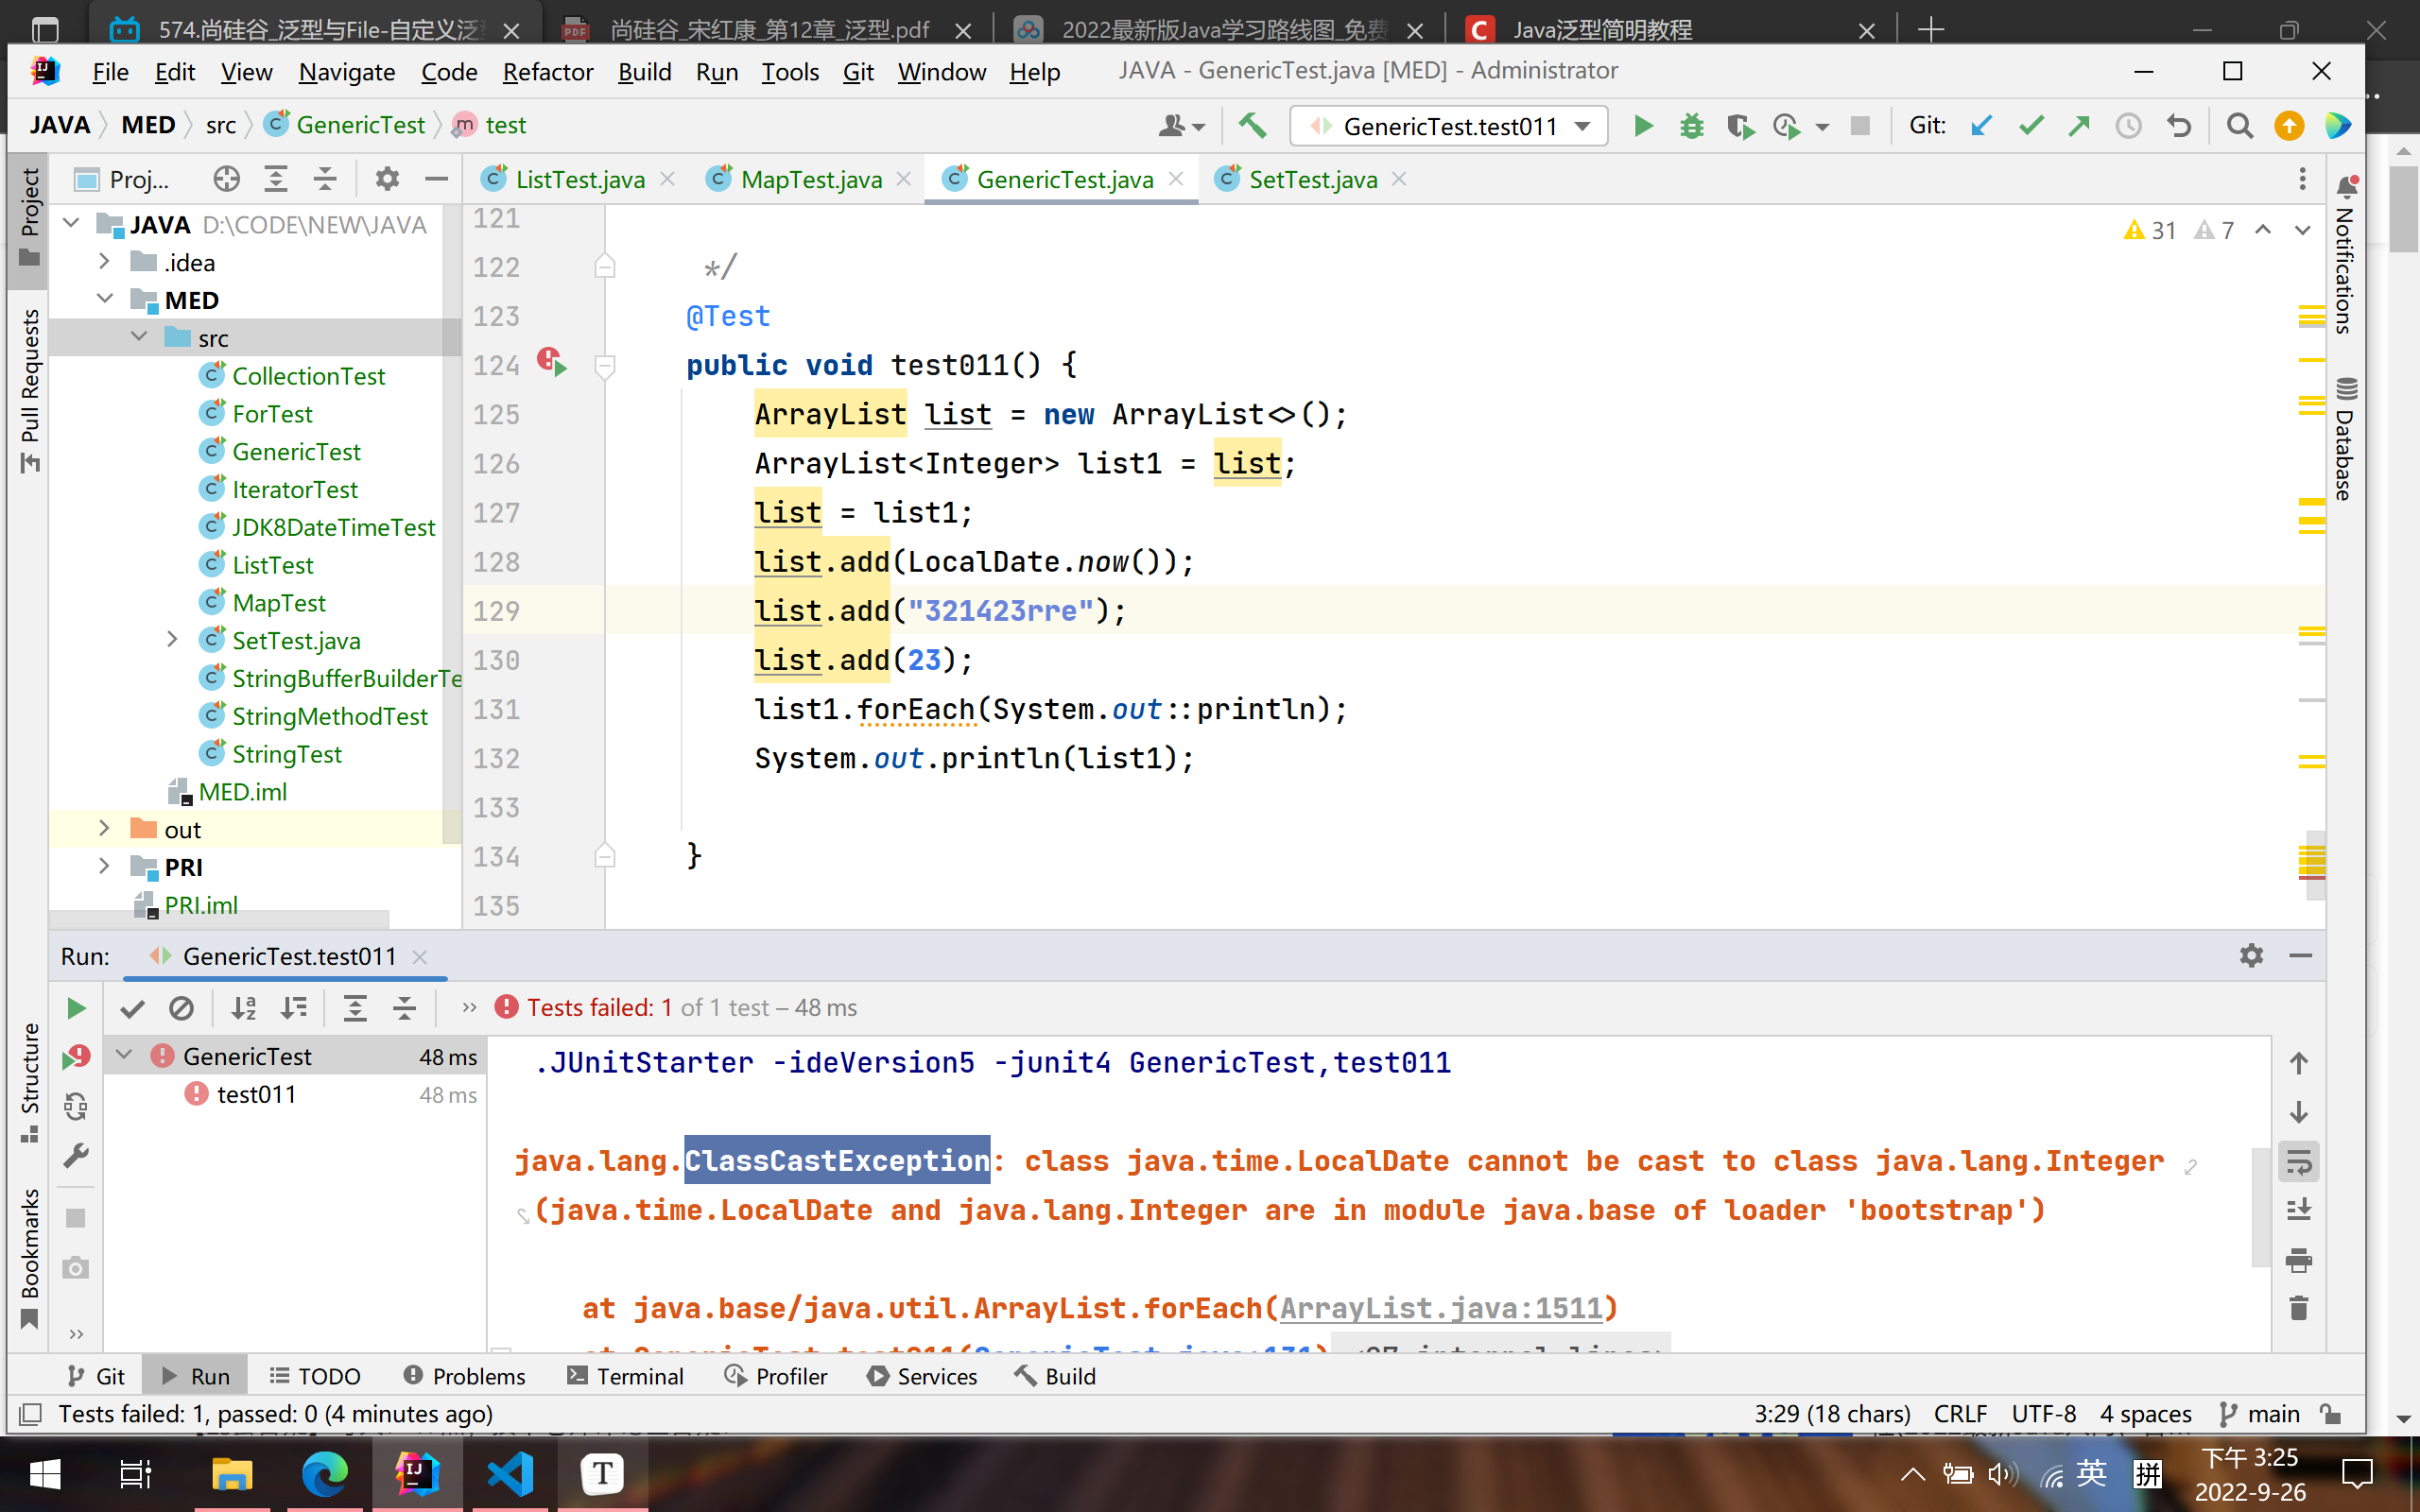 574.尚硅谷_泛型与File-自定义泛
尚硅谷_宋红康_第12章_泛型.pdf
2022最新版Java学习路线图_免费
Java泛型简明教程
File Edit View Navigate Code Refactor Build Run Tools Git Window Help JAVA - GenericTest.java [MED] - Administrator
JAVA MED src GenericTest test
GenericTest.test011
Git:
Proj...
ListTest.java MapTest.java GenericTest.java SetTest.java
Project
Pull Requests
Structure
Bookmarks
Notifications
Database
JAVA D:\CODE\NEW\JAVA
.idea
MED
src
CollectionTest
ForTest
GenericTest
IteratorTest
JDK8DateTimeTest
ListTest
MapTest
SetTest.java
StringBufferBuilderTe
StringMethodTest
StringTest
MED.iml
out
PRI
PRI.iml
31 7
121
122 */
123 @Test
124 public void test011() {
125 ArrayList list = new ArrayList<>();
126 ArrayList<Integer> list1 = list;
127 list = list1;
128 list.add(LocalDate.now());
129 list.add("321423rre");
130 list.add(23);
131 list1.forEach(System.out::println);
132 System.out.println(list1);
133
134 }
135
Run: GenericTest.test011
Tests failed: 1 of 1 test – 48 ms
GenericTest 48 ms
test011 48 ms
.JUnitStarter -ideVersion5 -junit4 GenericTest,test011
java.lang.ClassCastException: class java.time.LocalDate cannot be cast to class java.lang.Integer
(java.time.LocalDate and java.lang.Integer are in module java.base of loader 'bootstrap')
at java.base/java.util.ArrayList.forEach(ArrayList.java:1511)
at GenericTest.test011(GenericTest.java:131) <27 internal lines>
Git Run TODO Problems Terminal Profiler Services Build
Tests failed: 1, passed: 0 (4 minutes ago)
3:29 (18 chars) CRLF UTF-8 4 spaces main
英 拼
下午 3:25
2022-9-26